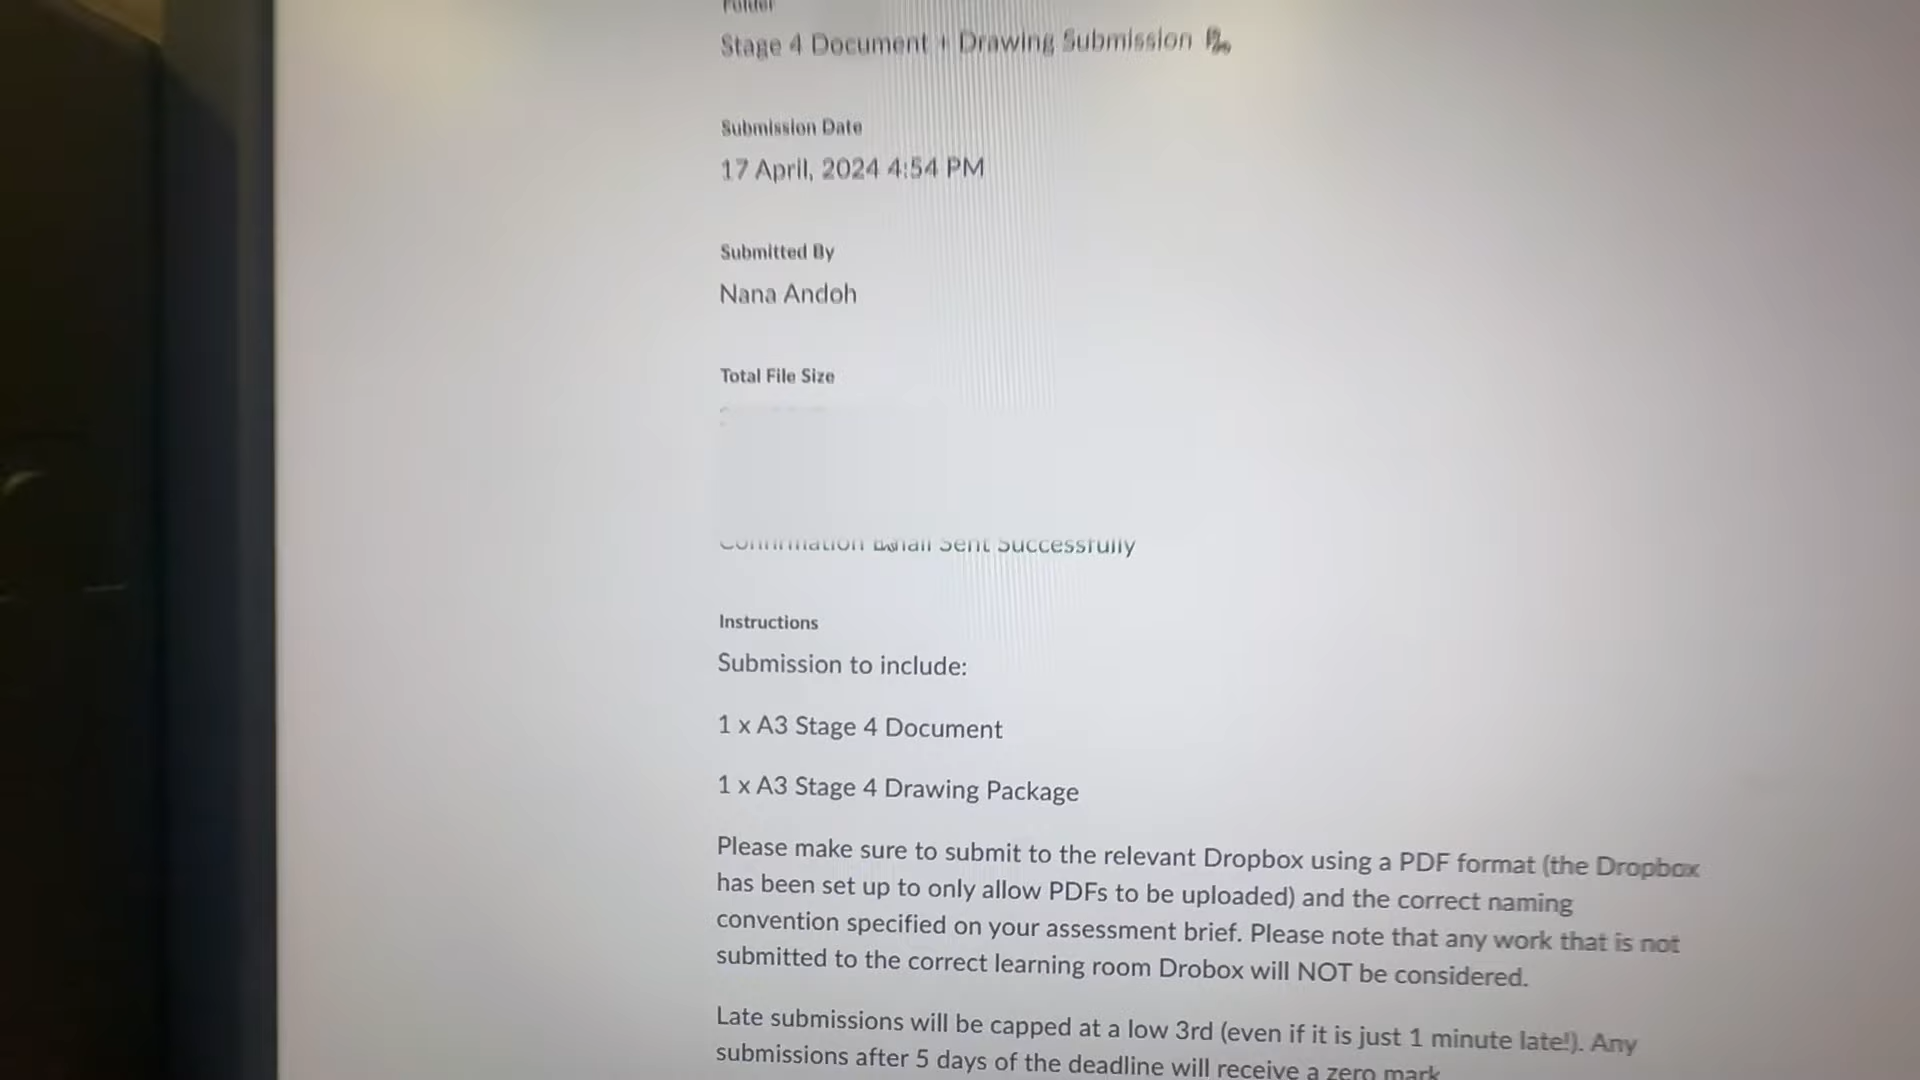 Folder
Stage 4 Document + Drawing Submission
Submission Date
17 April, 2024 4:54 PM
Submitted By
Nana Andoh
Total File Size
Confirmation Email Sent Successfully
Instructions
Submission to include:
1 x A3 Stage 4 Document
1 x A3 Stage 4 Drawing Package
Please make sure to submit to the relevant Dropbox using a PDF format (the Dropbox
has been set up to only allow PDFs to be uploaded) and the correct naming
convention specified on your assessment brief. Please note that any work that is not
submitted to the correct learning room Drobox will NOT be considered.
Late submissions will be capped at a low 3rd (even if it is just 1 minute late!). Any
submissions after 5 days of the deadline will receive a zero mark